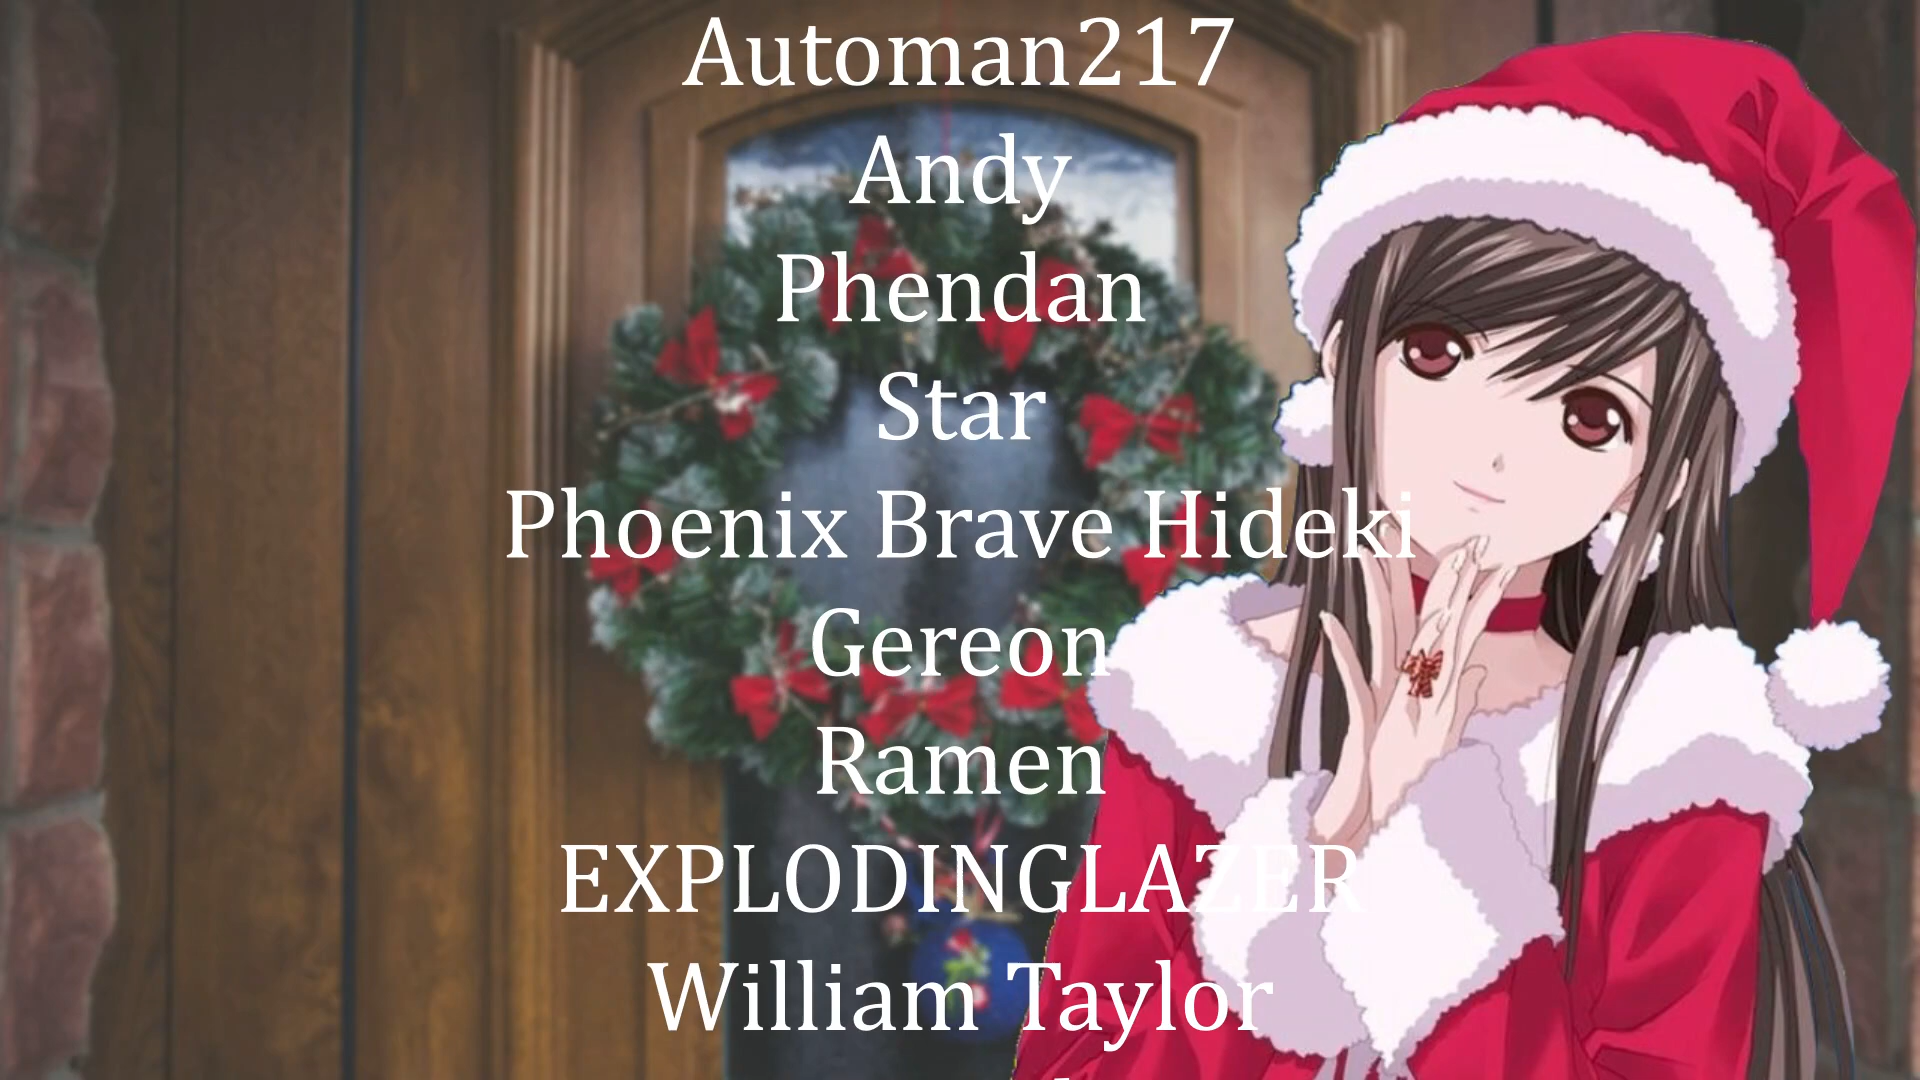 Automan217
Andy
Phendan
Star
Phoenix Brave Hideki
Gereon
Ramen
EXPLODINGLAZER
William Taylor